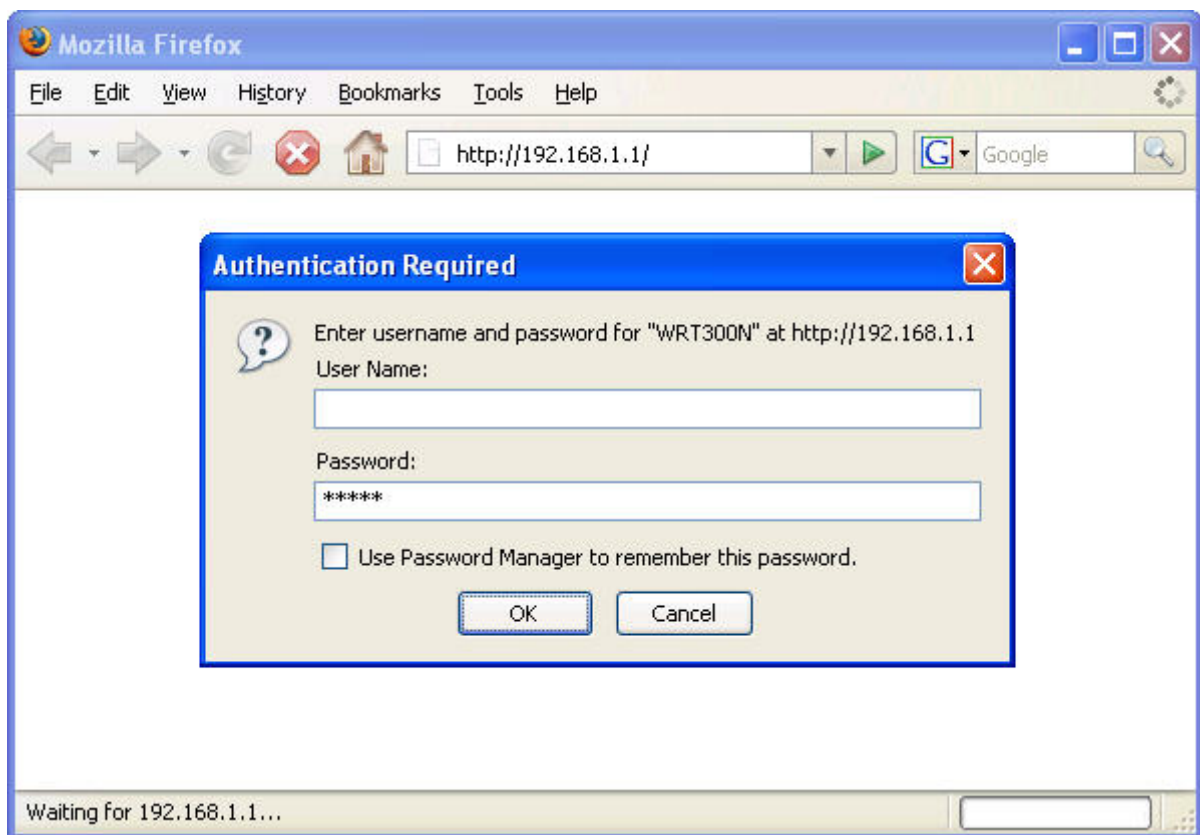 Mozilla Firefox
File Edit View History Bookmarks Tools Help
http://192.168.1.1/ G Google
Authentication Required
Enter username and password for "WRT300N" at http://192.168.1.1
User Name:
Password:
*****
Use Password Manager to remember this password.
OK Cancel
Waiting for 192.168.1.1...